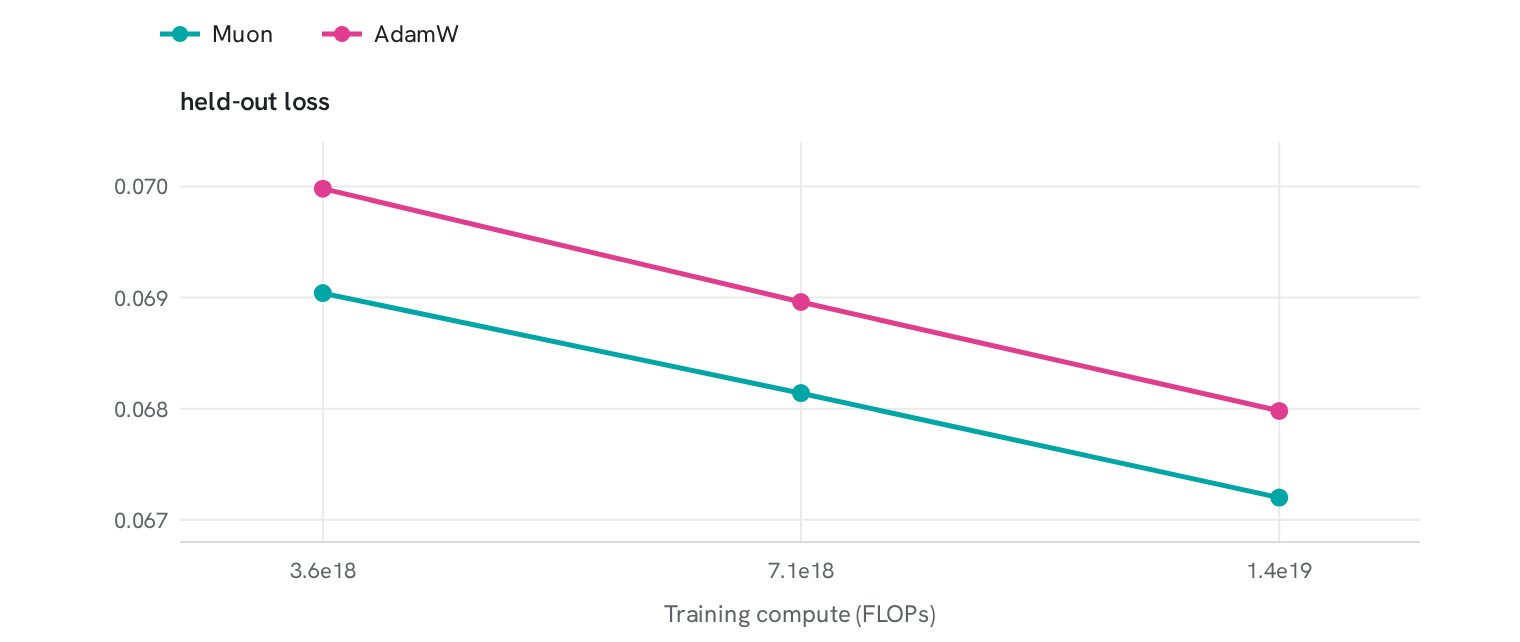 Muon AdamW
held-out loss
0.070
0.069
0.068
0.067
3.6e18 7.1e18 1.4e19
Training compute (FLOPs)